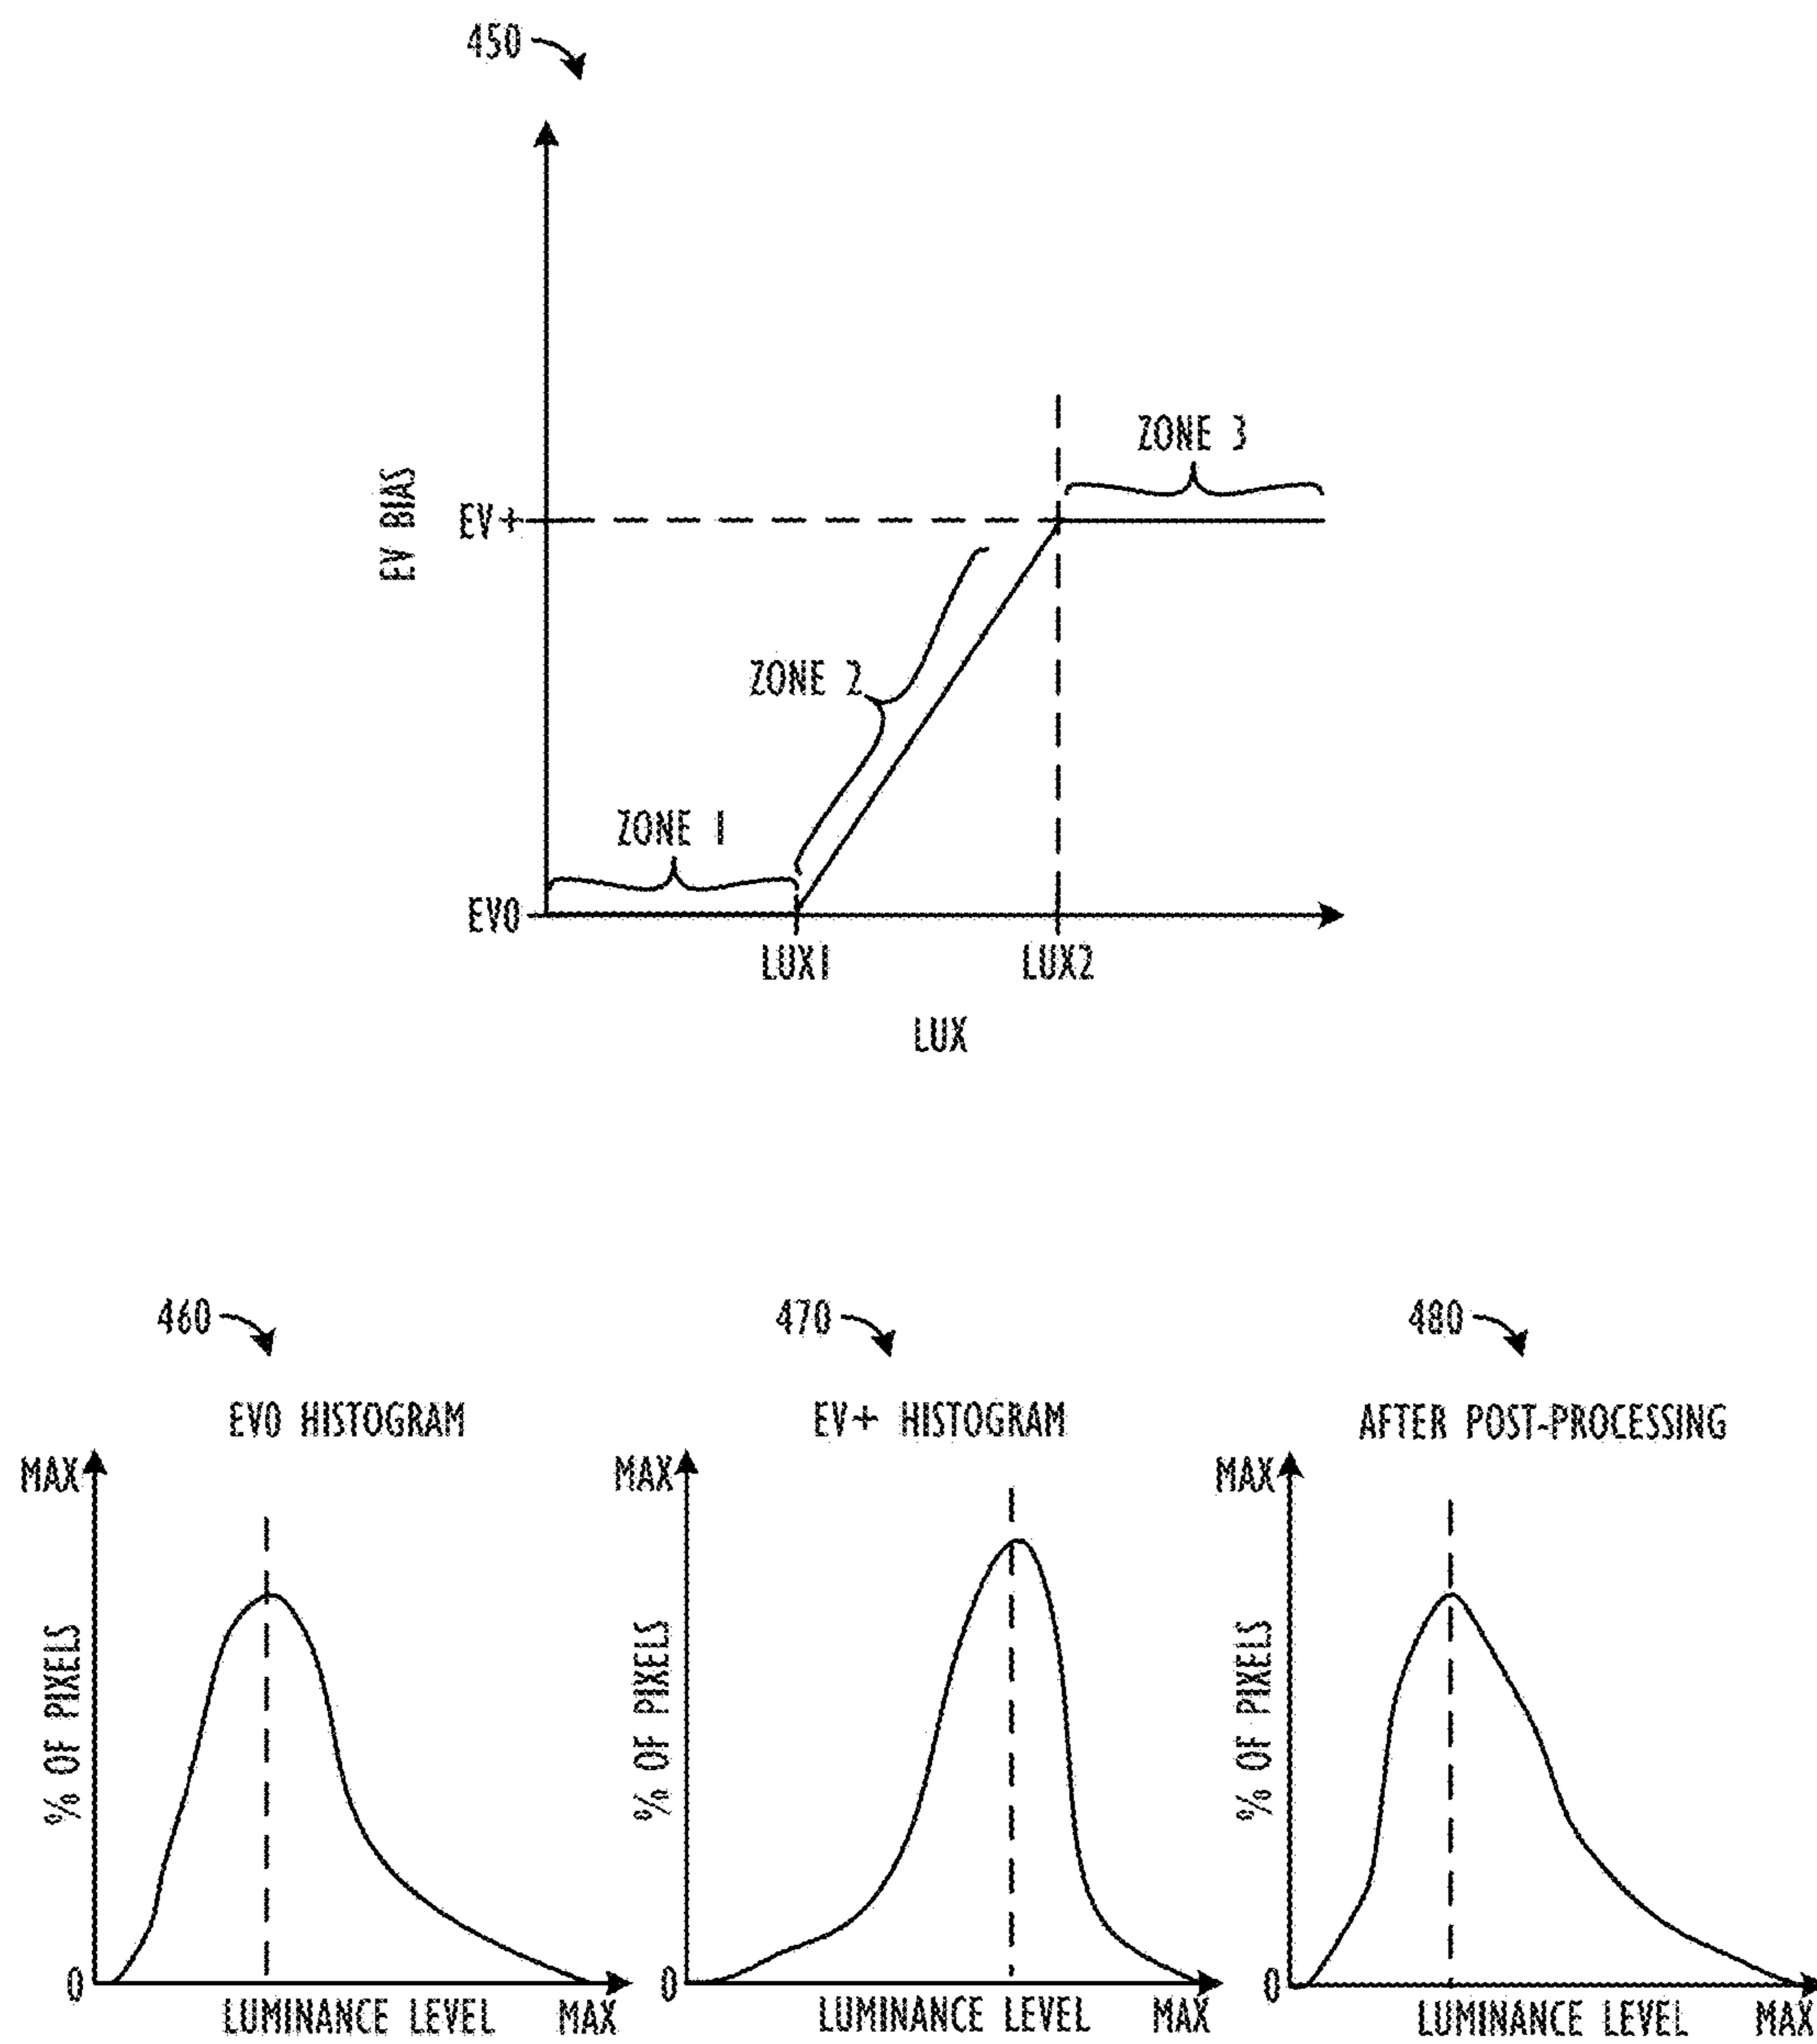 450
EV BIAS
EV+
ZONE 3
ZONE 2
ZONE 1
EV0
LUX1
LUX2
LUX
460
470
480
EV0 HISTOGRAM
EV+ HISTOGRAM
AFTER POST-PROCESSING
MAX
% OF PIXELS
0
LUMINANCE LEVEL
MAX
MAX
% OF PIXELS
0
LUMINANCE LEVEL
MAX
MAX
% OF PIXELS
0
LUMINANCE LEVEL
MAX